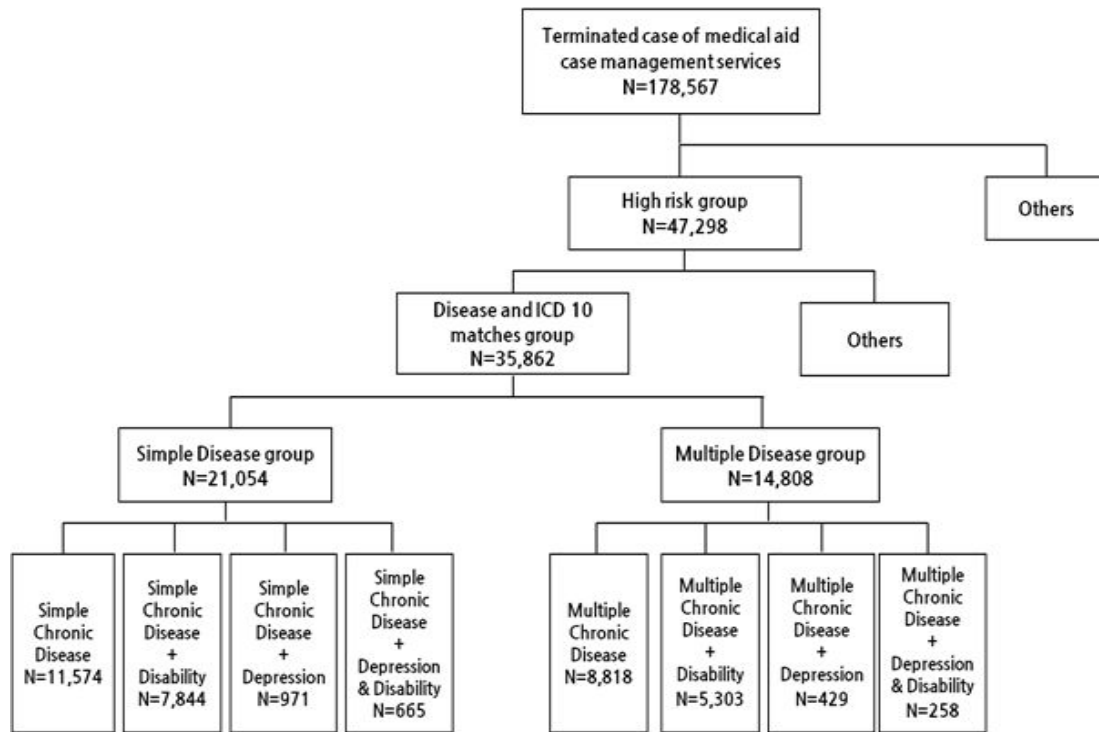 Terminated case of medical aid
case management services
N=178,567
High risk group
N=47,298
Others
Disease and ICD 10
matches group
N=35,862
Others
Simple Disease group
N=21,054
Multiple Disease group
N=14,808
Simple
Chronic
Disease
N=11,574
Simple
Chronic
Disease
+
Disability
N=7,844
Simple
Chronic
Disease
+
Depression
N=971
Simple
Chronic
Disease
+
Depression
& Disability
N=665
Multiple
Chronic
Disease
N=8,818
Multiple
Chronic
Disease
+
Disability
N=5,303
Multiple
Chronic
Disease
+
Depression
N=429
Multiple
Chronic
Disease
+
Depression
& Disability
N=258